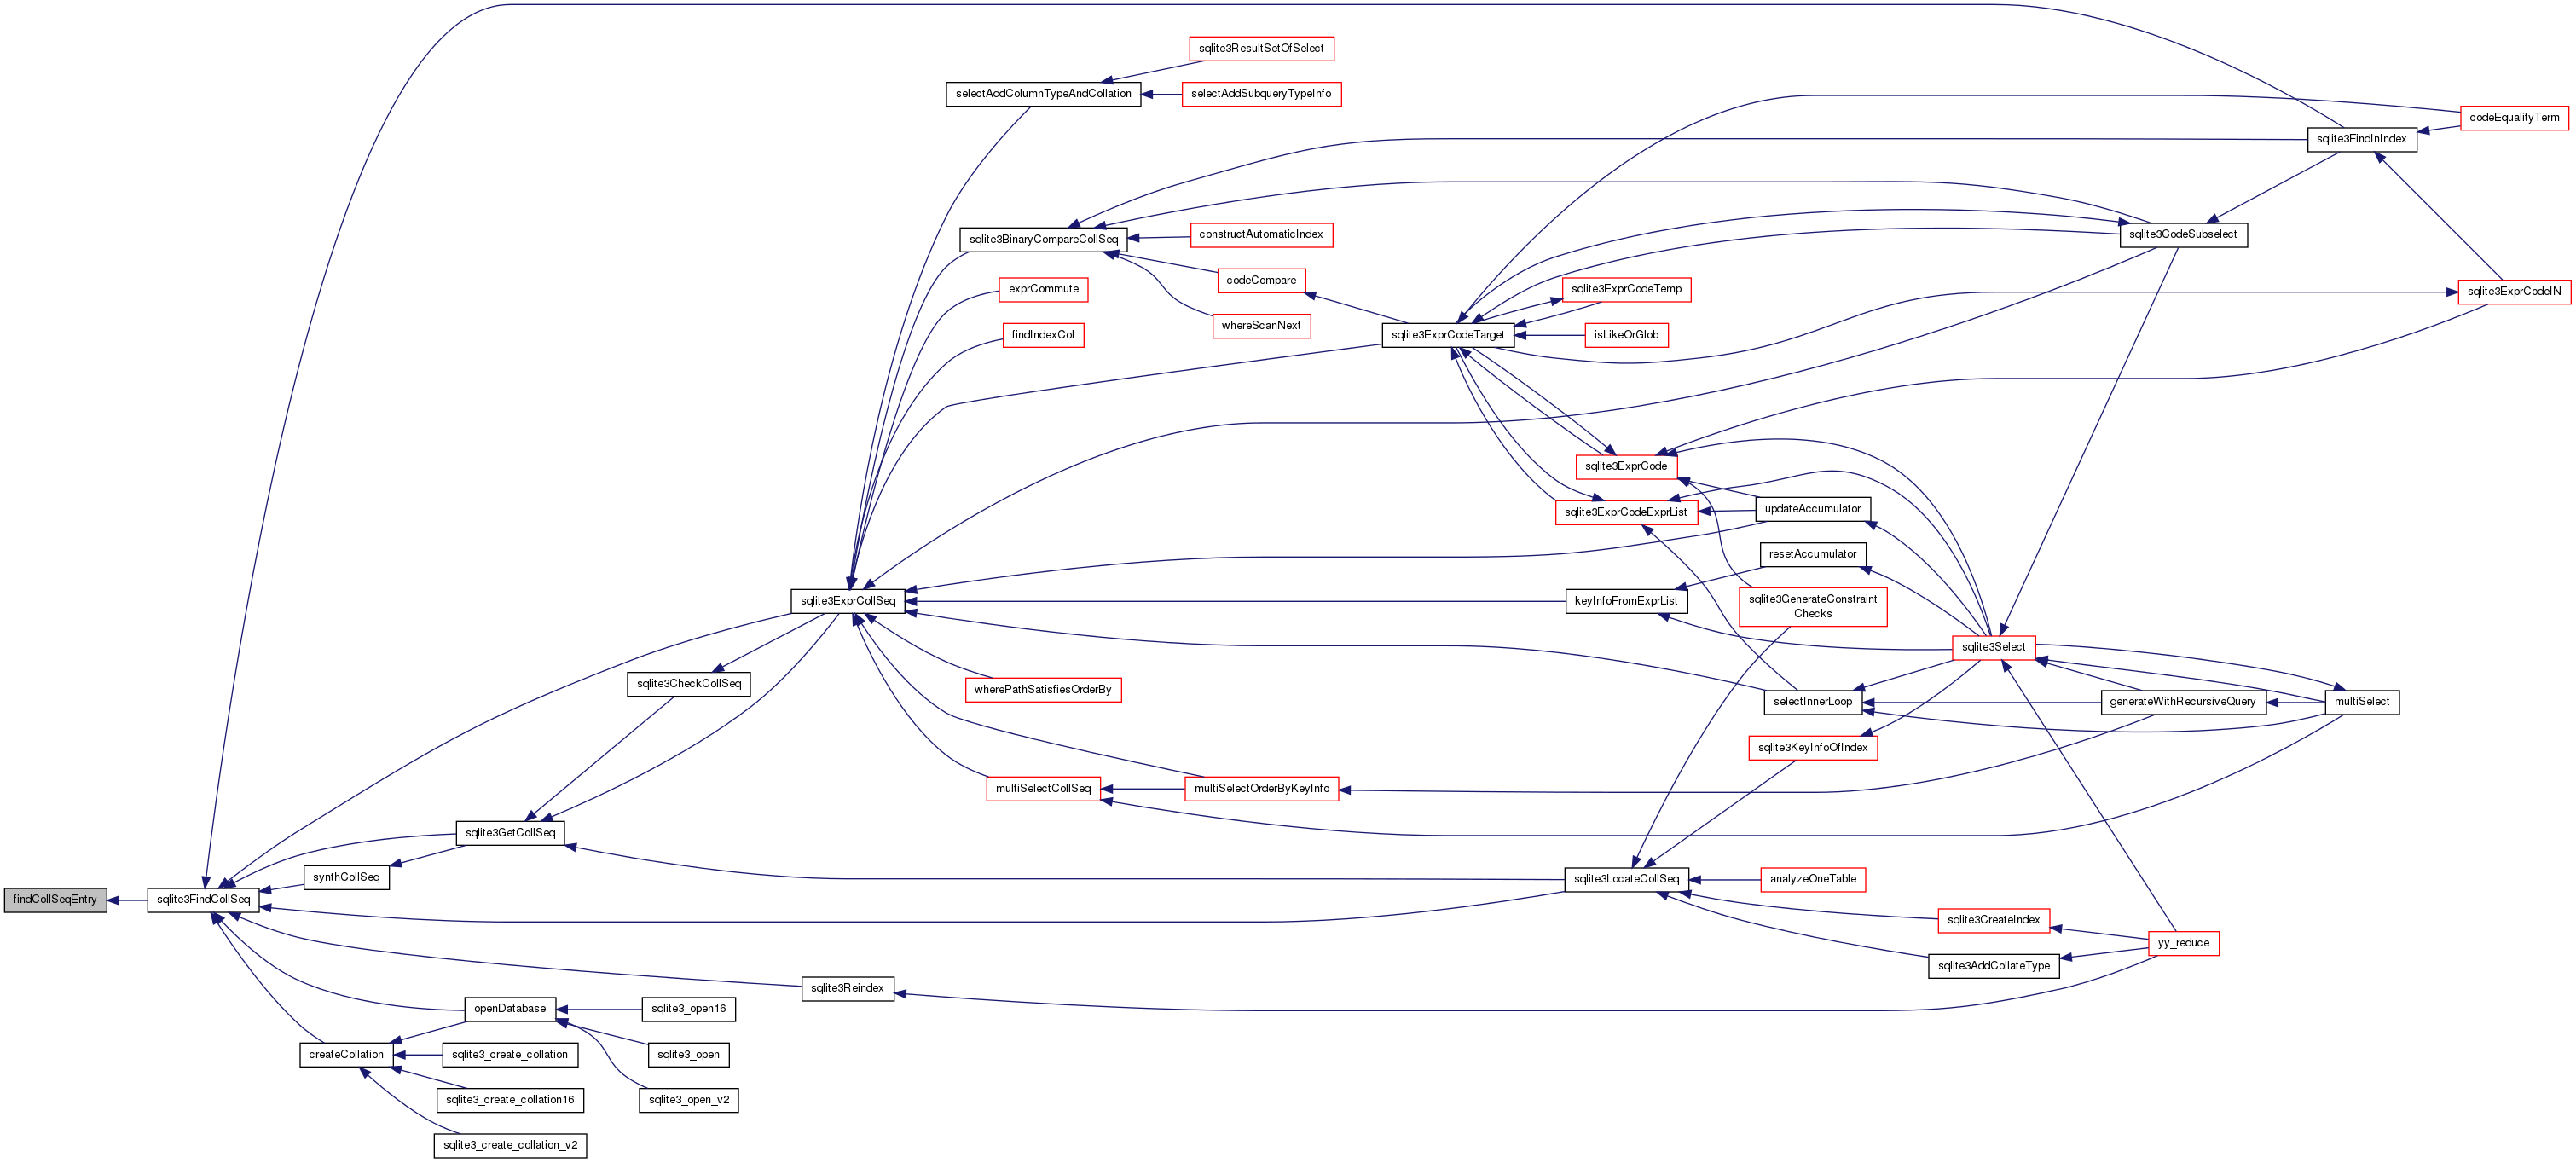 sqlite3ResultSetOfSelect
selectAddColumnTypeAndCollation
selectAddSubqueryTypeInfo
codeEqualityTerm
sqlite3FindInIndex
sqlite3BinaryCompareCollSeq
constructAutomaticIndex
sqlite3CodeSubselect
codeCompare
exprCommute
sqlite3ExprCodeTemp
sqlite3ExprCodeIN
whereScanNext
findIndexCol
sqlite3ExprCodeTarget
isLikeOrGlob
sqlite3ExprCode
sqlite3ExprCodeExprList
updateAccumulator
resetAccumulator
sqlite3ExprCollSeq
keyInfoFromExprList
sqlite3GenerateConstraint
Checks
sqlite3Select
sqlite3CheckCollSeq
wherePathSatisfiesOrderBy
selectInnerLoop
generateWithRecursiveQuery
multiSelect
sqlite3KeyInfoOfIndex
multiSelectCollSeq
multiSelectOrderByKeyInfo
sqlite3GetCollSeq
synthCollSeq
sqlite3LocateCollSeq
analyzeOneTable
findCollSeqEntry
sqlite3FindCollSeq
sqlite3CreateIndex
yy_reduce
sqlite3AddCollateType
sqlite3Reindex
openDatabase
sqlite3_open16
createCollation
sqlite3_create_collation
sqlite3_open
sqlite3_create_collation16
sqlite3_open_v2
sqlite3_create_collation_v2